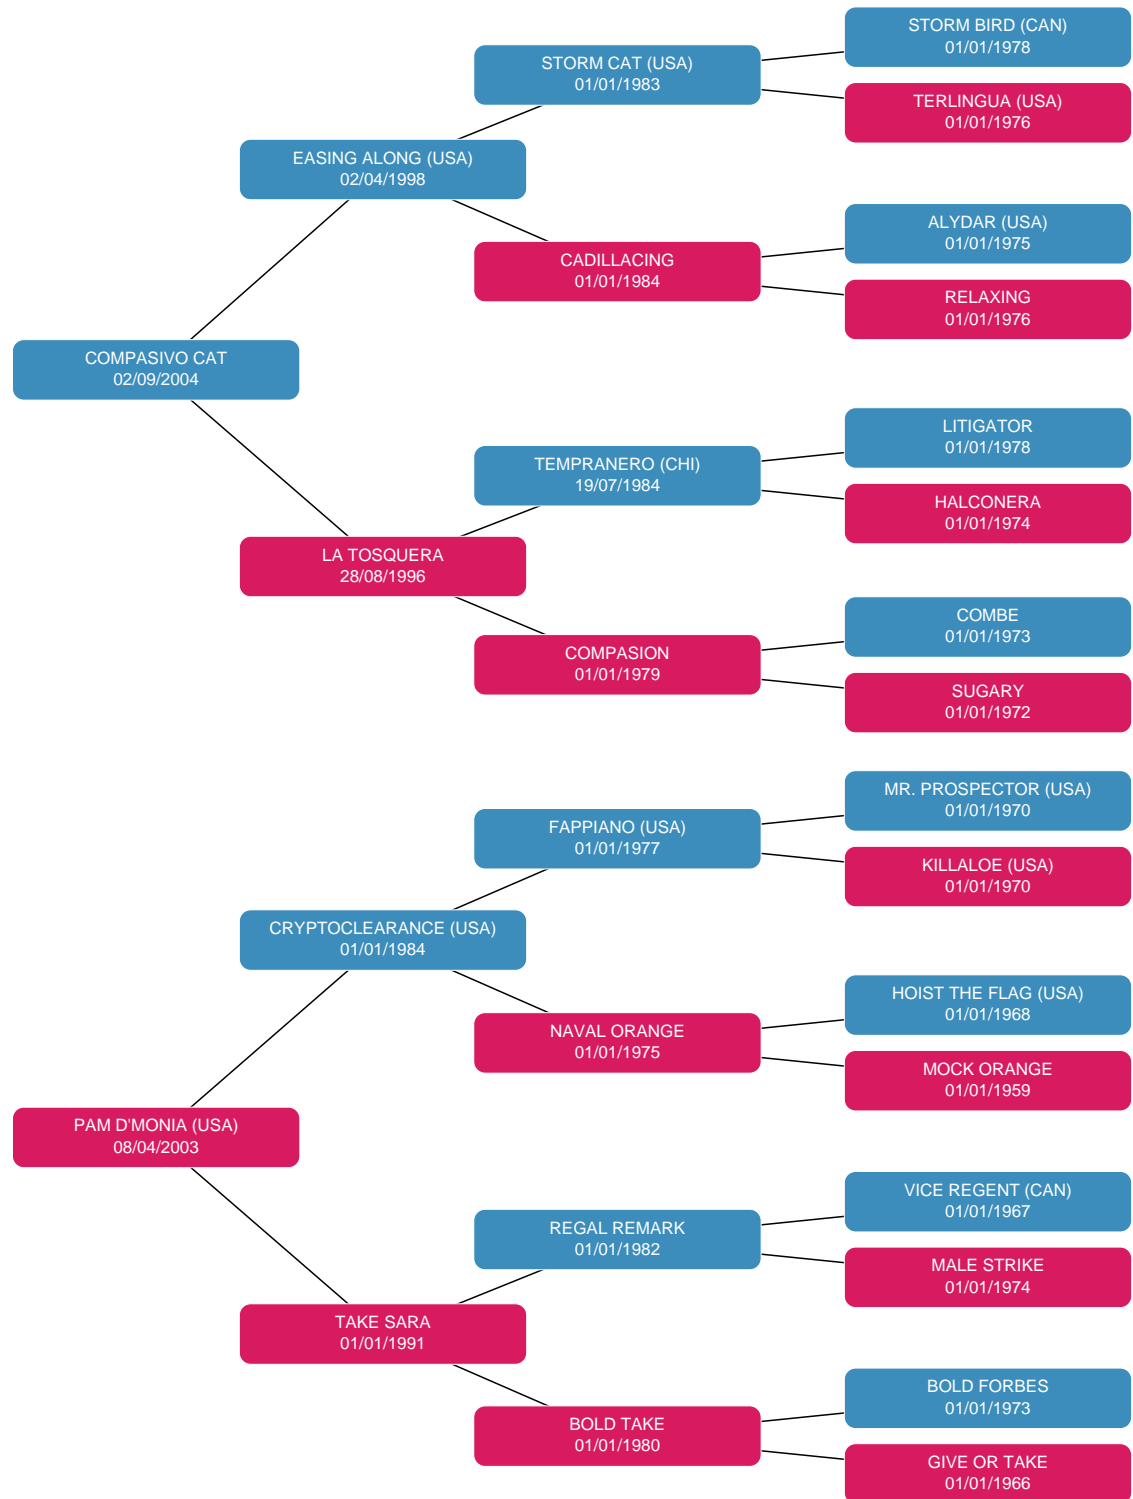 STORM BIRD (CAN)
01/01/1978
STORM CAT (USA)
01/01/1983
TERLINGUA (USA)
01/01/1976
EASING ALONG (USA)
02/04/1998
ALYDAR (USA)
01/01/1975
CADILLACING
01/01/1984
RELAXING
01/01/1976
COMPASIVO CAT
02/09/2004
LITIGATOR
01/01/1978
TEMPRANERO (CHI)
19/07/1984
HALCONERA
01/01/1974
LA TOSQUERA
28/08/1996
COMBE
01/01/1973
COMPASION
01/01/1979
SUGARY
01/01/1972
MR. PROSPECTOR (USA)
01/01/1970
FAPPIANO (USA)
01/01/1977
KILLALOE (USA)
01/01/1970
CRYPTOCLEARANCE (USA)
01/01/1984
HOIST THE FLAG (USA)
01/01/1968
NAVAL ORANGE
01/01/1975
MOCK ORANGE
01/01/1959
PAM D'MONIA (USA)
08/04/2003
VICE REGENT (CAN)
01/01/1967
REGAL REMARK
01/01/1982
MALE STRIKE
01/01/1974
TAKE SARA
01/01/1991
BOLD FORBES
01/01/1973
BOLD TAKE
01/01/1980
GIVE OR TAKE
01/01/1966